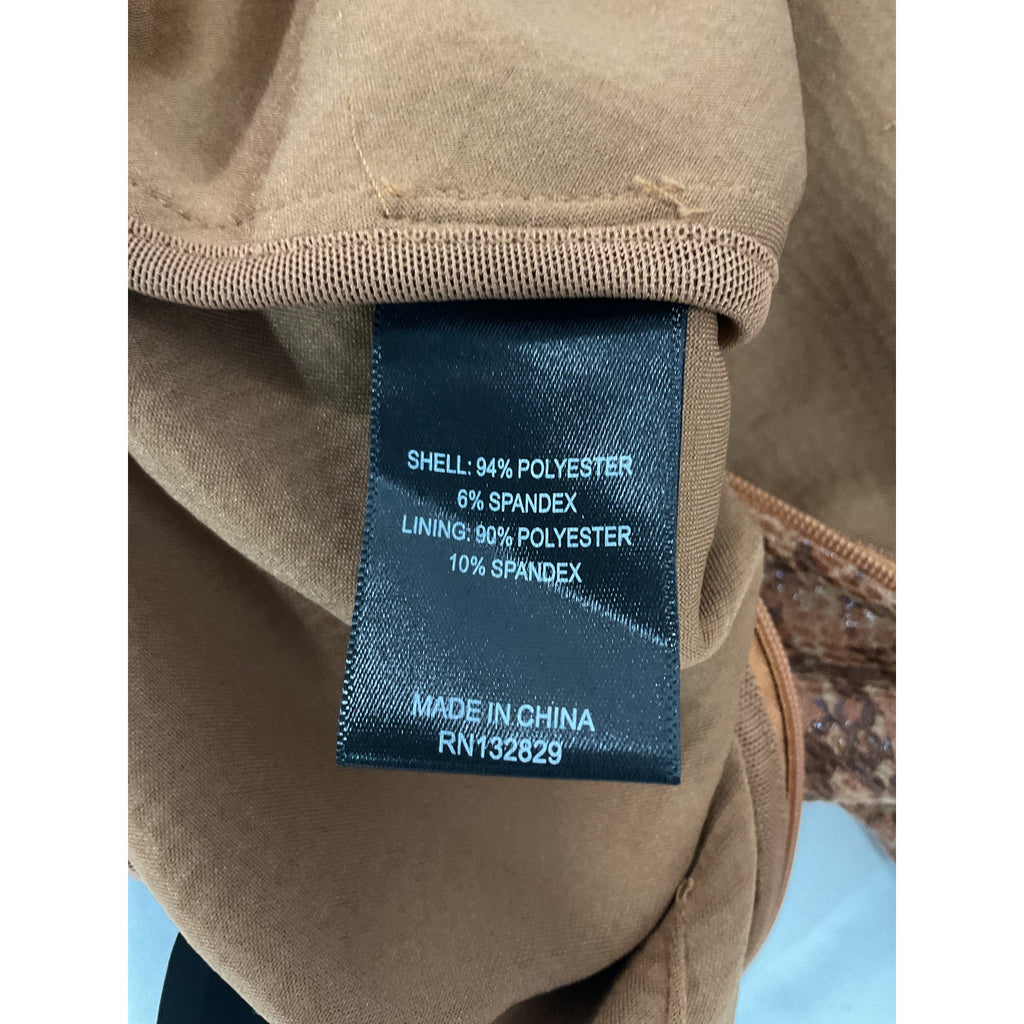 SHELL: 94% POLYESTER
6% SPANDEX
LINING: 90% POLYESTER
10% SPANDEX
MADE IN CHINA
RN132829